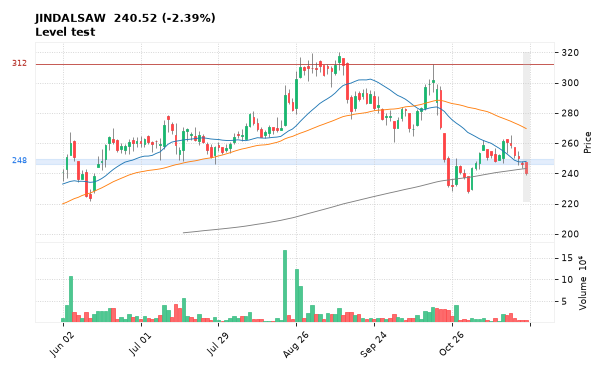 JINDALSAW 240.52 (-2.39%)
Level test
312
248
320
300
280
260
240
220
200
Price
15
10
5
Volume 10⁶
Jun 02
Jul 01
Jul 29
Aug 26
Sep 24
Oct 26